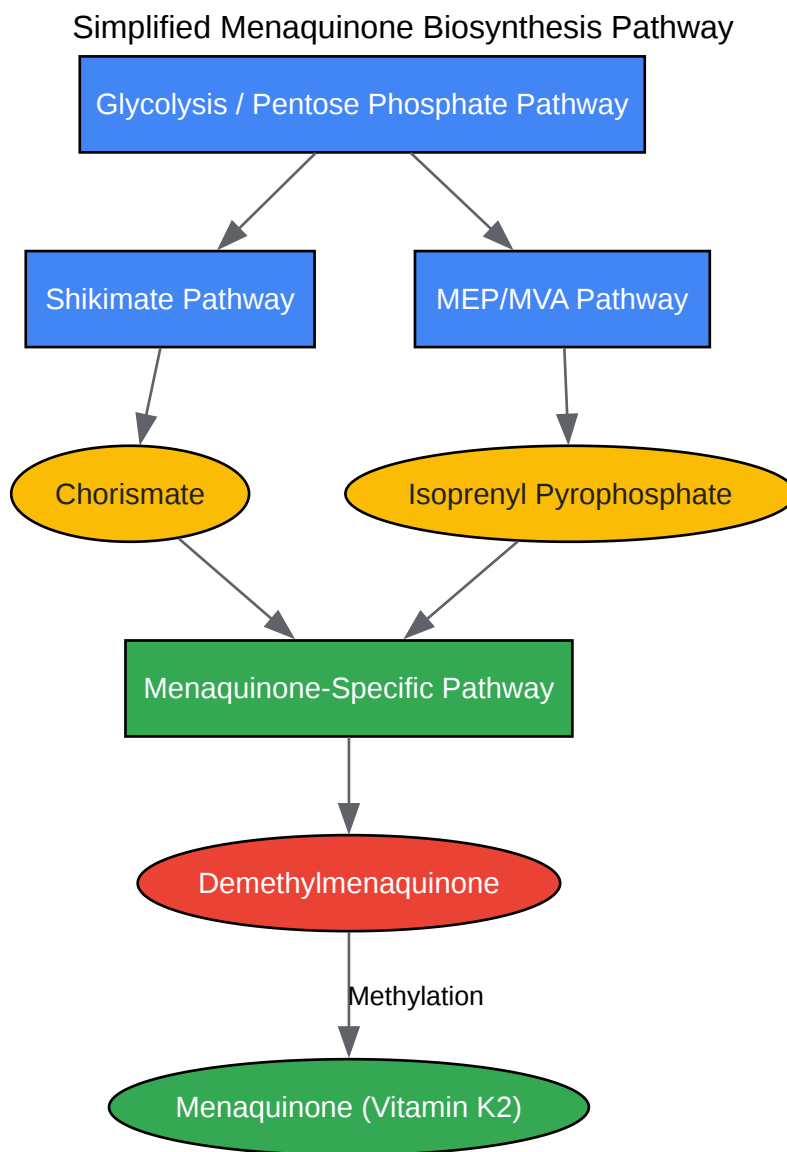 Simplified Menaquinone Biosynthesis Pathway
Glycolysis / Pentose Phosphate Pathway
Shikimate Pathway
MEP/MVA Pathway
Chorismate
Isoprenyl Pyrophosphate
Menaquinone-Specific Pathway
Demethylmenaquinone
Methylation
Menaquinone (Vitamin K2)